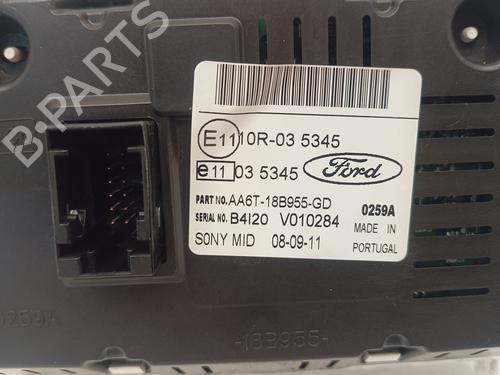 B-PARTS
E11 10R-03 5345
e11 03 5345
Ford
PART NO. AA6T-18B955-GD
0259A
SERIAL NO. B4I20 V010284
MADE IN
SONY MID 08-09-11
PORTUGAL
0259A
-18B955-